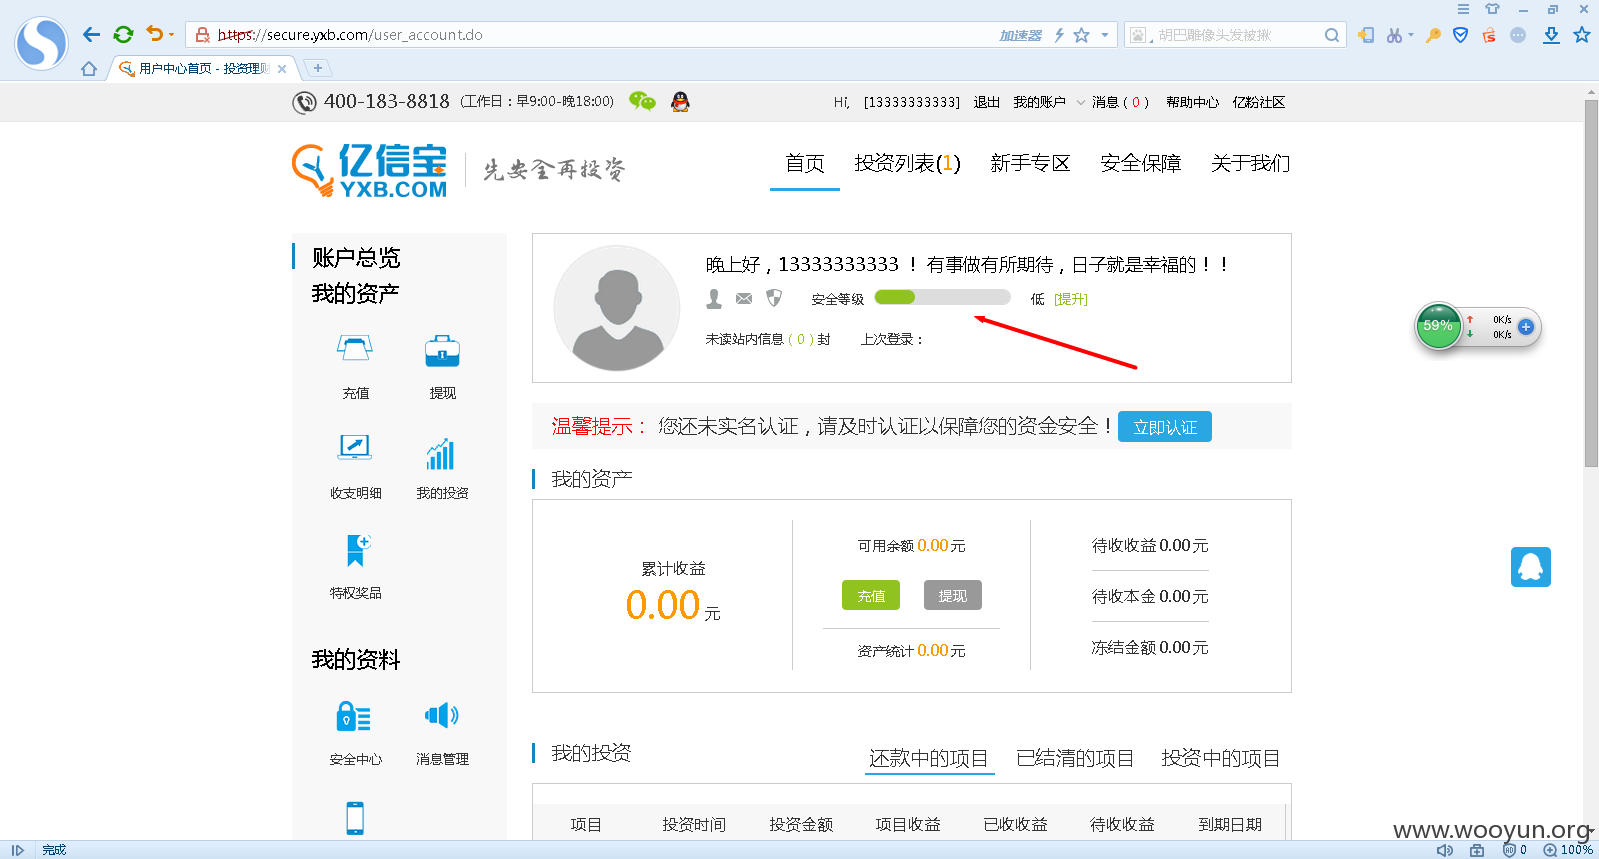 https://secure.yxb.com/user_account.do
加速器
胡巴雕像头发被揪
用户中心首页 - 投资理财
400-183-8818 (工作日：早9:00-晚18:00)
Hi, [13333333333] 退出 我的账户 消息 (0) 帮助中心 亿粉社区
亿信宝
YXB.COM
先安全再投资
首页 投资列表(1) 新手专区 安全保障 关于我们
账户总览
我的资产
充值 提现
收支明细 我的投资
特权奖品
我的资料
安全中心 消息管理
晚上好，13333333333 ！ 有事做有所期待，日子就是幸福的！！
安全等级 低 [提升]
未读站内信息 (0) 封 上次登录：
温馨提示： 您还未实名认证，请及时认证以保障您的资金安全！ 立即认证
我的资产
累计收益
0.00 元
可用余额 0.00 元
充值 提现
资产统计 0.00 元
待收收益 0.00 元
待收本金 0.00 元
冻结金额 0.00 元
59%
0K/s
0K/s
我的投资
还款中的项目 已结清的项目 投资中的项目
项目 投资时间 投资金额 项目收益 已收收益 待收收益 到期日期
www.wooyun.org
完成
0
100%